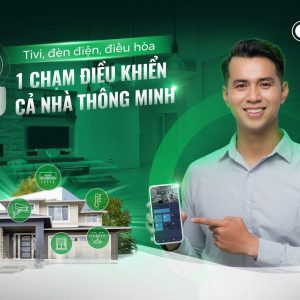 Tivi, đèn điện, điều hòa
1 CHẠM ĐIỀU KHIỂN
CẢ NHÀ THÔNG MINH